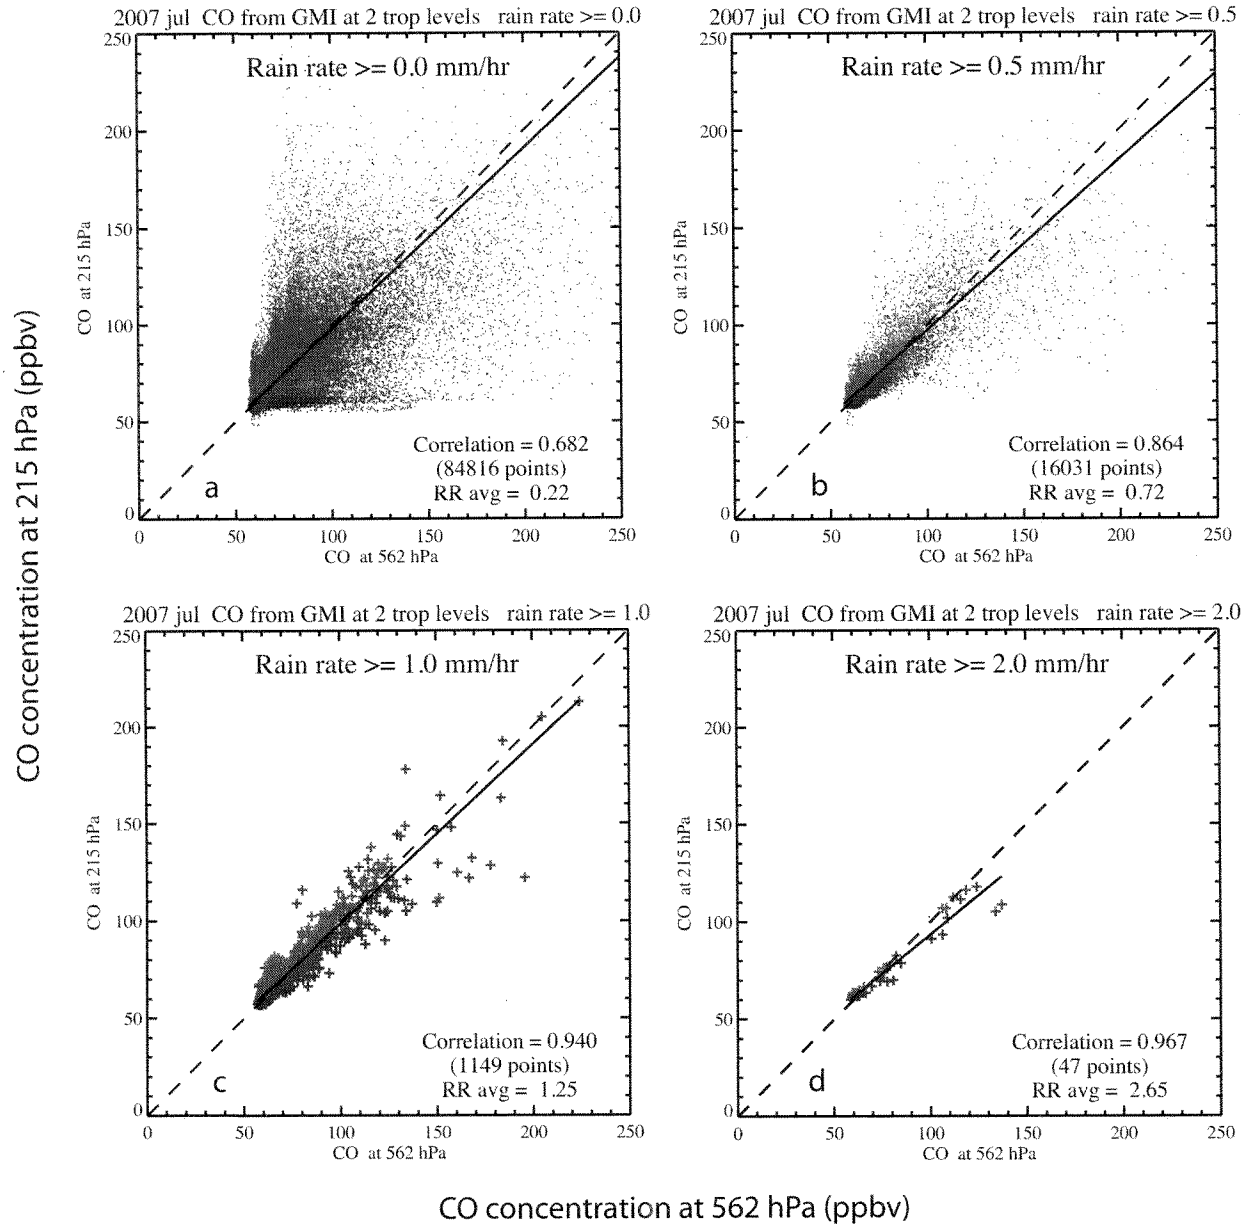 2007 jul CO from GMI at 2 trop levels rain rate >= 0.0
Rain rate >= 0.0 mm/hr
250
200
150
100
50
0
CO at 215 hPa
Correlation = 0.682
(84816 points)
RR avg = 0.22
a
0 50 100 150 200 250
CO at 562 hPa
2007 jul CO from GMI at 2 trop levels rain rate >= 0.5
Rain rate >= 0.5 mm/hr
250
200
150
100
50
0
CO at 215 hPa
Correlation = 0.864
(16031 points)
RR avg = 0.72
b
0 50 100 150 200 250
CO at 562 hPa
CO concentration at 215 hPa (ppbv)
2007 jul CO from GMI at 2 trop levels rain rate >= 1.0
Rain rate >= 1.0 mm/hr
250
200
150
100
50
0
CO at 215 hPa
Correlation = 0.940
(1149 points)
RR avg = 1.25
c
0 50 100 150 200 250
CO at 562 hPa
2007 jul CO from GMI at 2 trop levels rain rate >= 2.0
Rain rate >= 2.0 mm/hr
250
200
150
100
50
0
CO at 215 hPa
Correlation = 0.967
(47 points)
RR avg = 2.65
d
0 50 100 150 200 250
CO at 562 hPa
CO concentration at 562 hPa (ppbv)